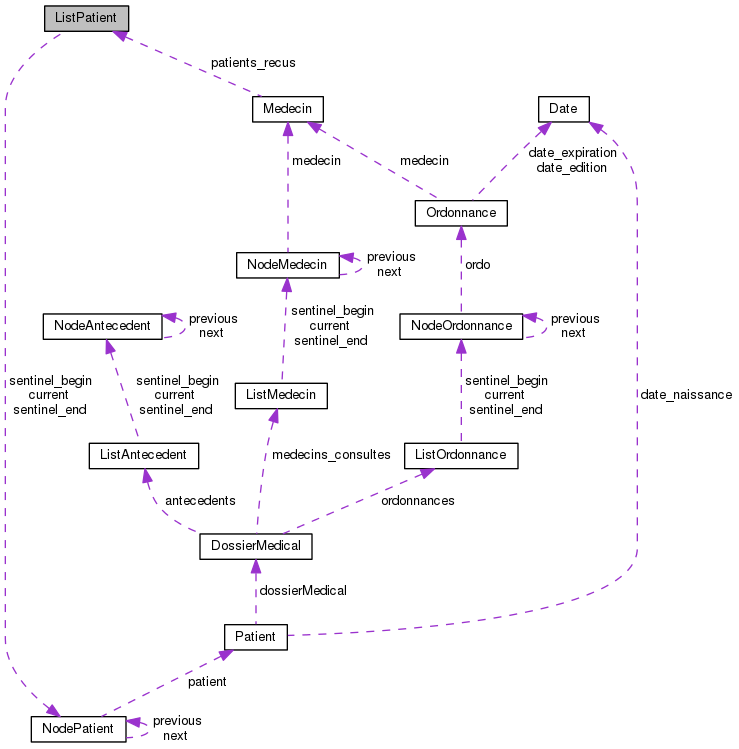 ListPatient
patients_recus
Medecin
Date
medecin
medecin
date_expiration
date_edition
Ordonnance
NodeMedecin
previous
next
ordo
NodeAntecedent
previous
next
sentinel_begin
current
sentinel_end
NodeOrdonnance
previous
next
sentinel_begin
current
sentinel_end
sentinel_begin
current
sentinel_end
ListMedecin
sentinel_begin
current
sentinel_end
date_naissance
ListAntecedent
medecins_consultes
ListOrdonnance
antecedents
ordonnances
DossierMedical
dossierMedical
Patient
patient
NodePatient
previous
next